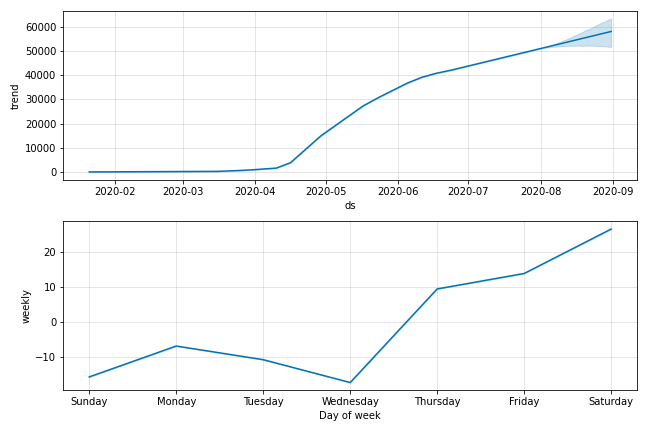 60000
50000
40000
30000
20000
10000
0
trend
2020-02 2020-03 2020-04 2020-05 2020-06 2020-07 2020-08 2020-09
ds
20
10
0
−10
weekly
Sunday Monday Tuesday Wednesday Thursday Friday Saturday
Day of week